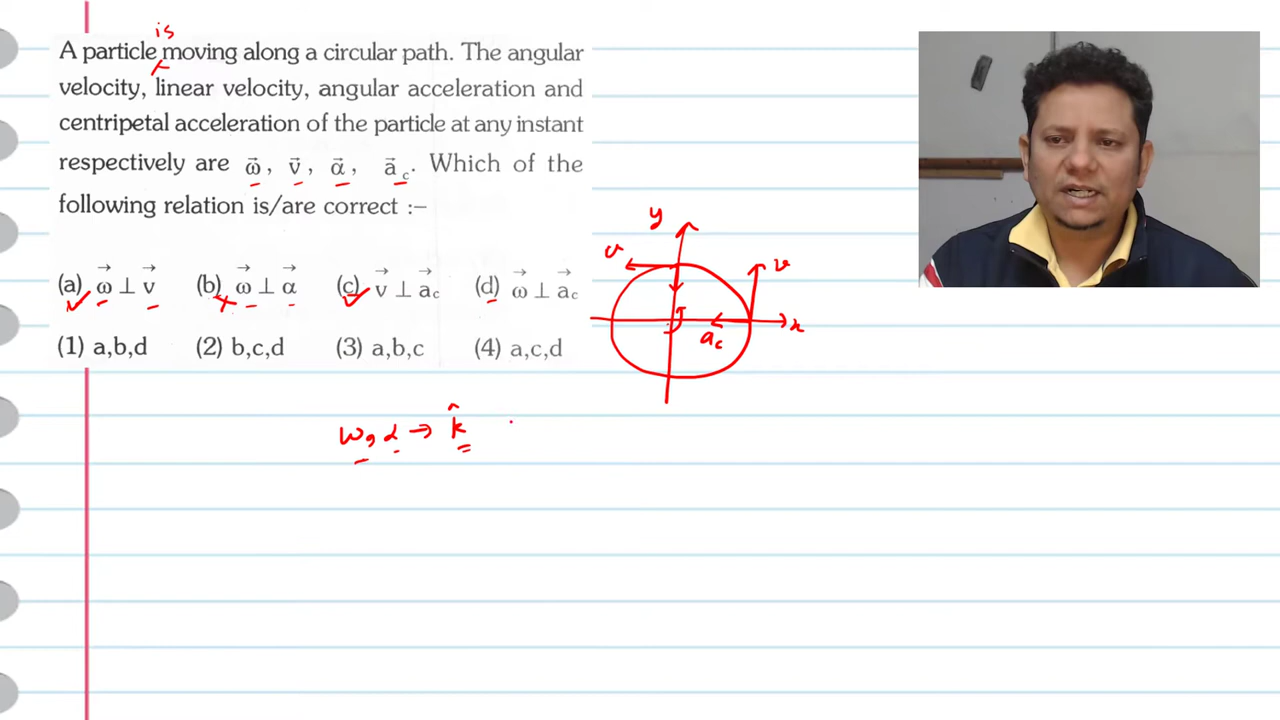 is
A particle moving along a circular path. The angular
velocity, linear velocity, angular acceleration and
centripetal acceleration of the particle at any instant
respectively are ω⃗, v⃗, α⃗, a⃗c. Which of the
following relation is/are correct :–
(a) ω⃗ ⊥ v⃗ (b) ω⃗ ⊥ α⃗ (c) v⃗ ⊥ a⃗c (d) ω⃗ ⊥ a⃗c
(1) a,b,d (2) b,c,d (3) a,b,c (4) a,c,d
y
v
v
x
ac
ω, α → k̂